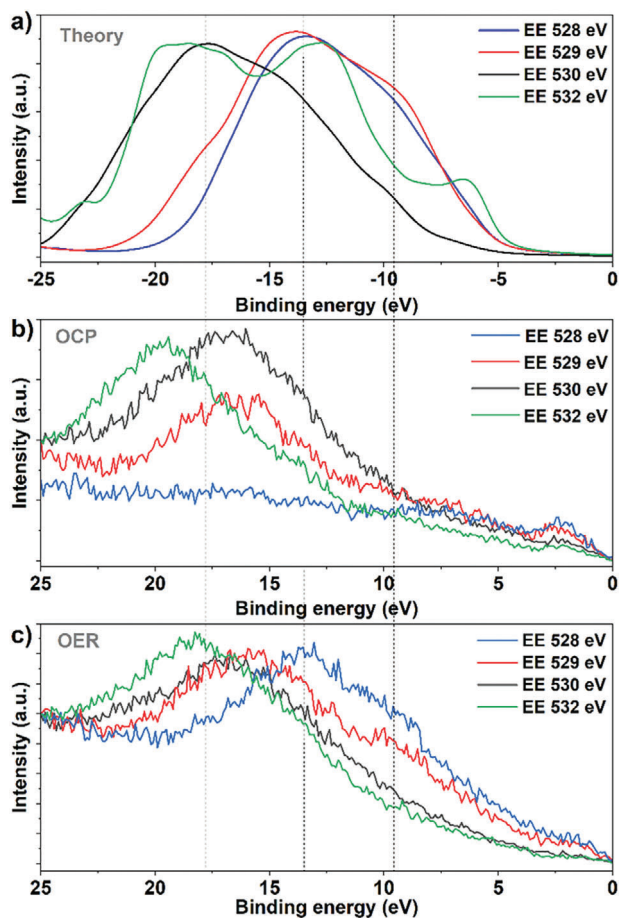 a)
Theory
EE 528 eV
EE 529 eV
EE 530 eV
EE 532 eV
Intensity (a.u.)
-25 -20 -15 -10 -5 0
Binding energy (eV)
b)
OCP
EE 528 eV
EE 529 eV
EE 530 eV
EE 532 eV
Intensity (a.u.)
25 20 15 10 5 0
Binding energy (eV)
c)
OER
EE 528 eV
EE 529 eV
EE 530 eV
EE 532 eV
Intensity (a.u.)
25 20 15 10 5 0
Binding energy (eV)